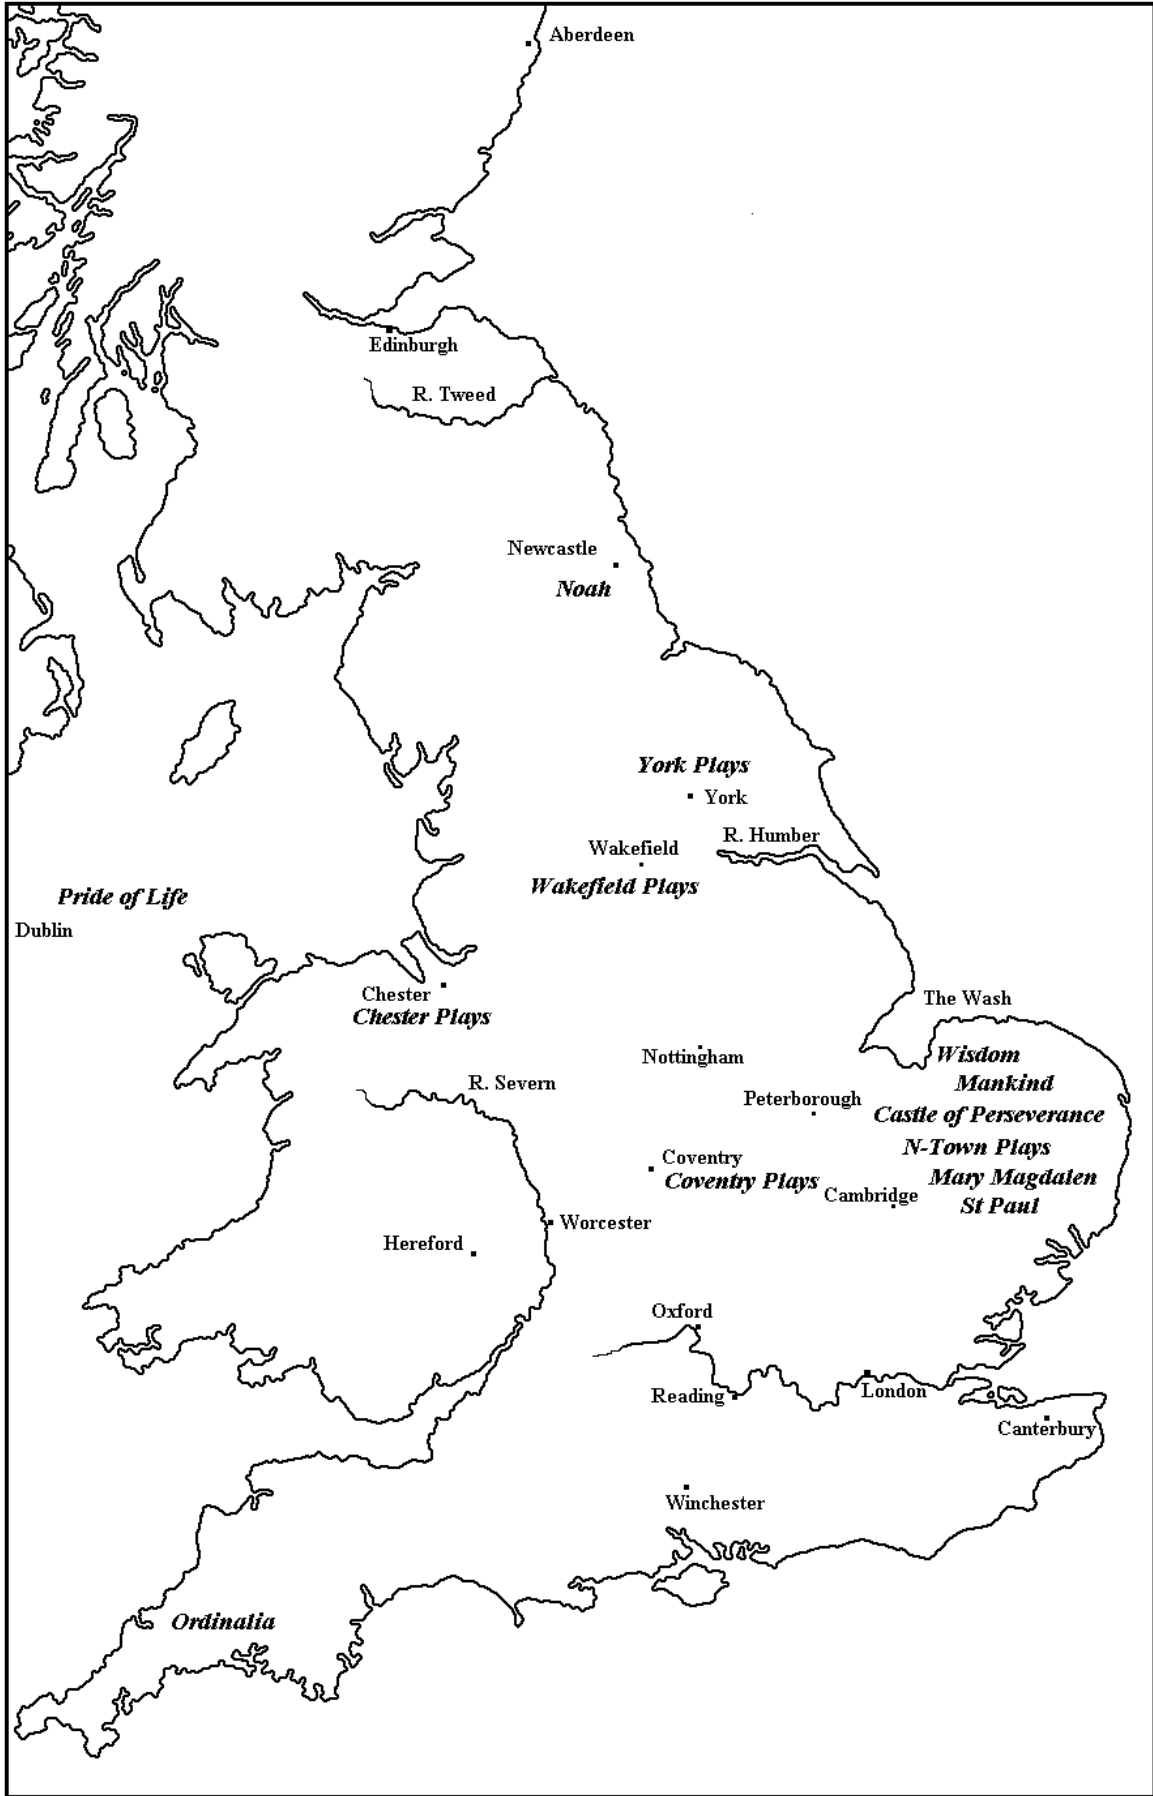 Aberdeen
Edinburgh
R. Tweed
Newcastle
Noah
York Plays
York
R. Humber
Wakefield
Wakefield Plays
Pride of Life
Dublin
Chester
Chester Plays
The Wash
Nottingham
Wisdom
Mankind
R. Severn
Peterborough
Castle of Perseverance
N-Town Plays
Coventry
Coventry Plays
Mary Magdalen
Cambridge
St Paul
Worcester
Hereford
Oxford
Reading
London
Canterbury
Winchester
Ordinalia